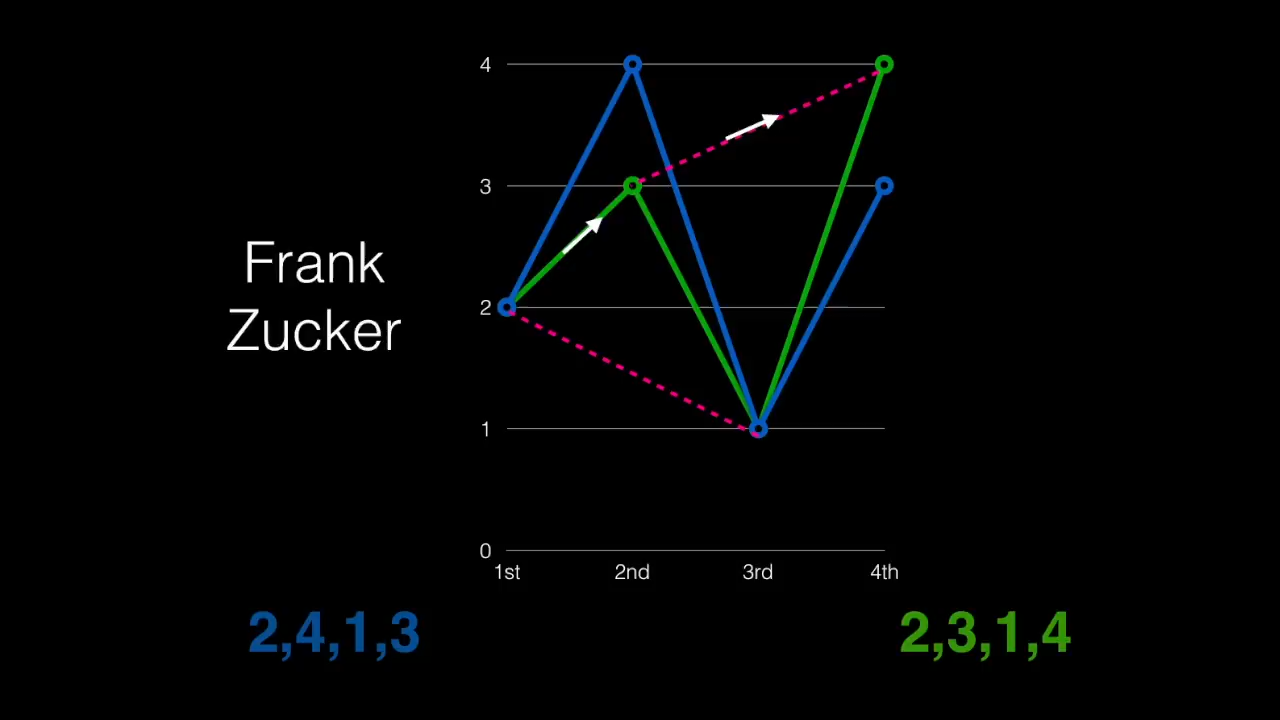 4
3
Frank
Zucker
2
1
0
1st 2nd 3rd 4th
2,4,1,3 2,3,1,4